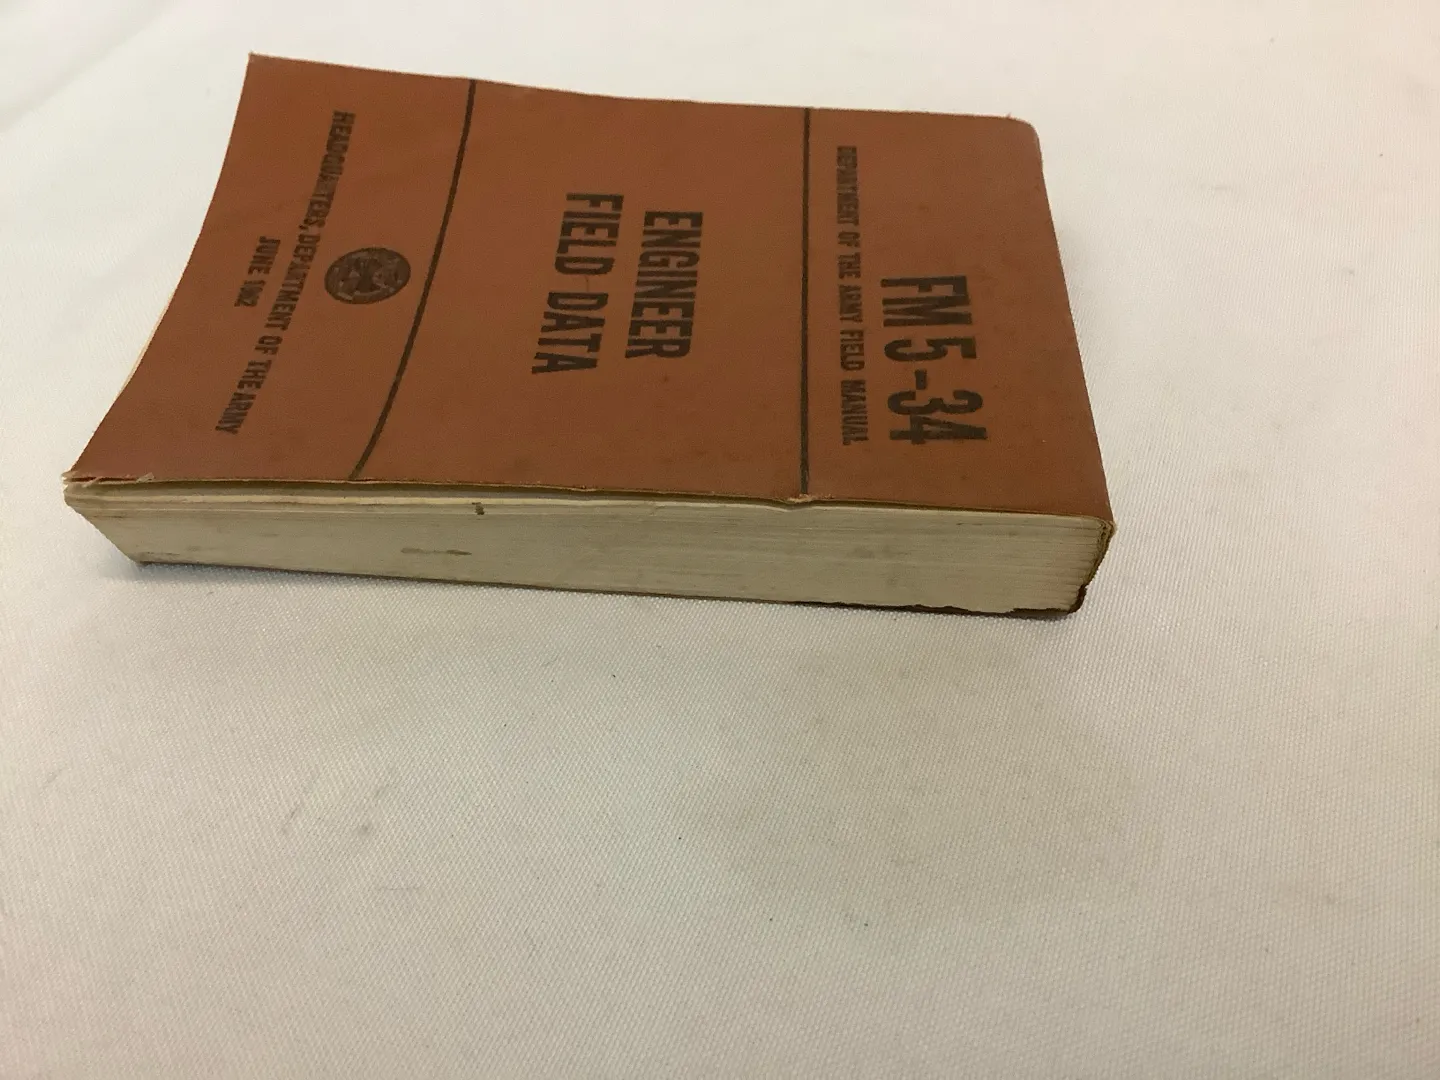 FM 5-34
DEPARTMENT OF THE ARMY FIELD MANUAL
ENGINEER
FIELD DATA
HEADQUARTERS, DEPARTMENT OF THE ARMY
JUNE 1962